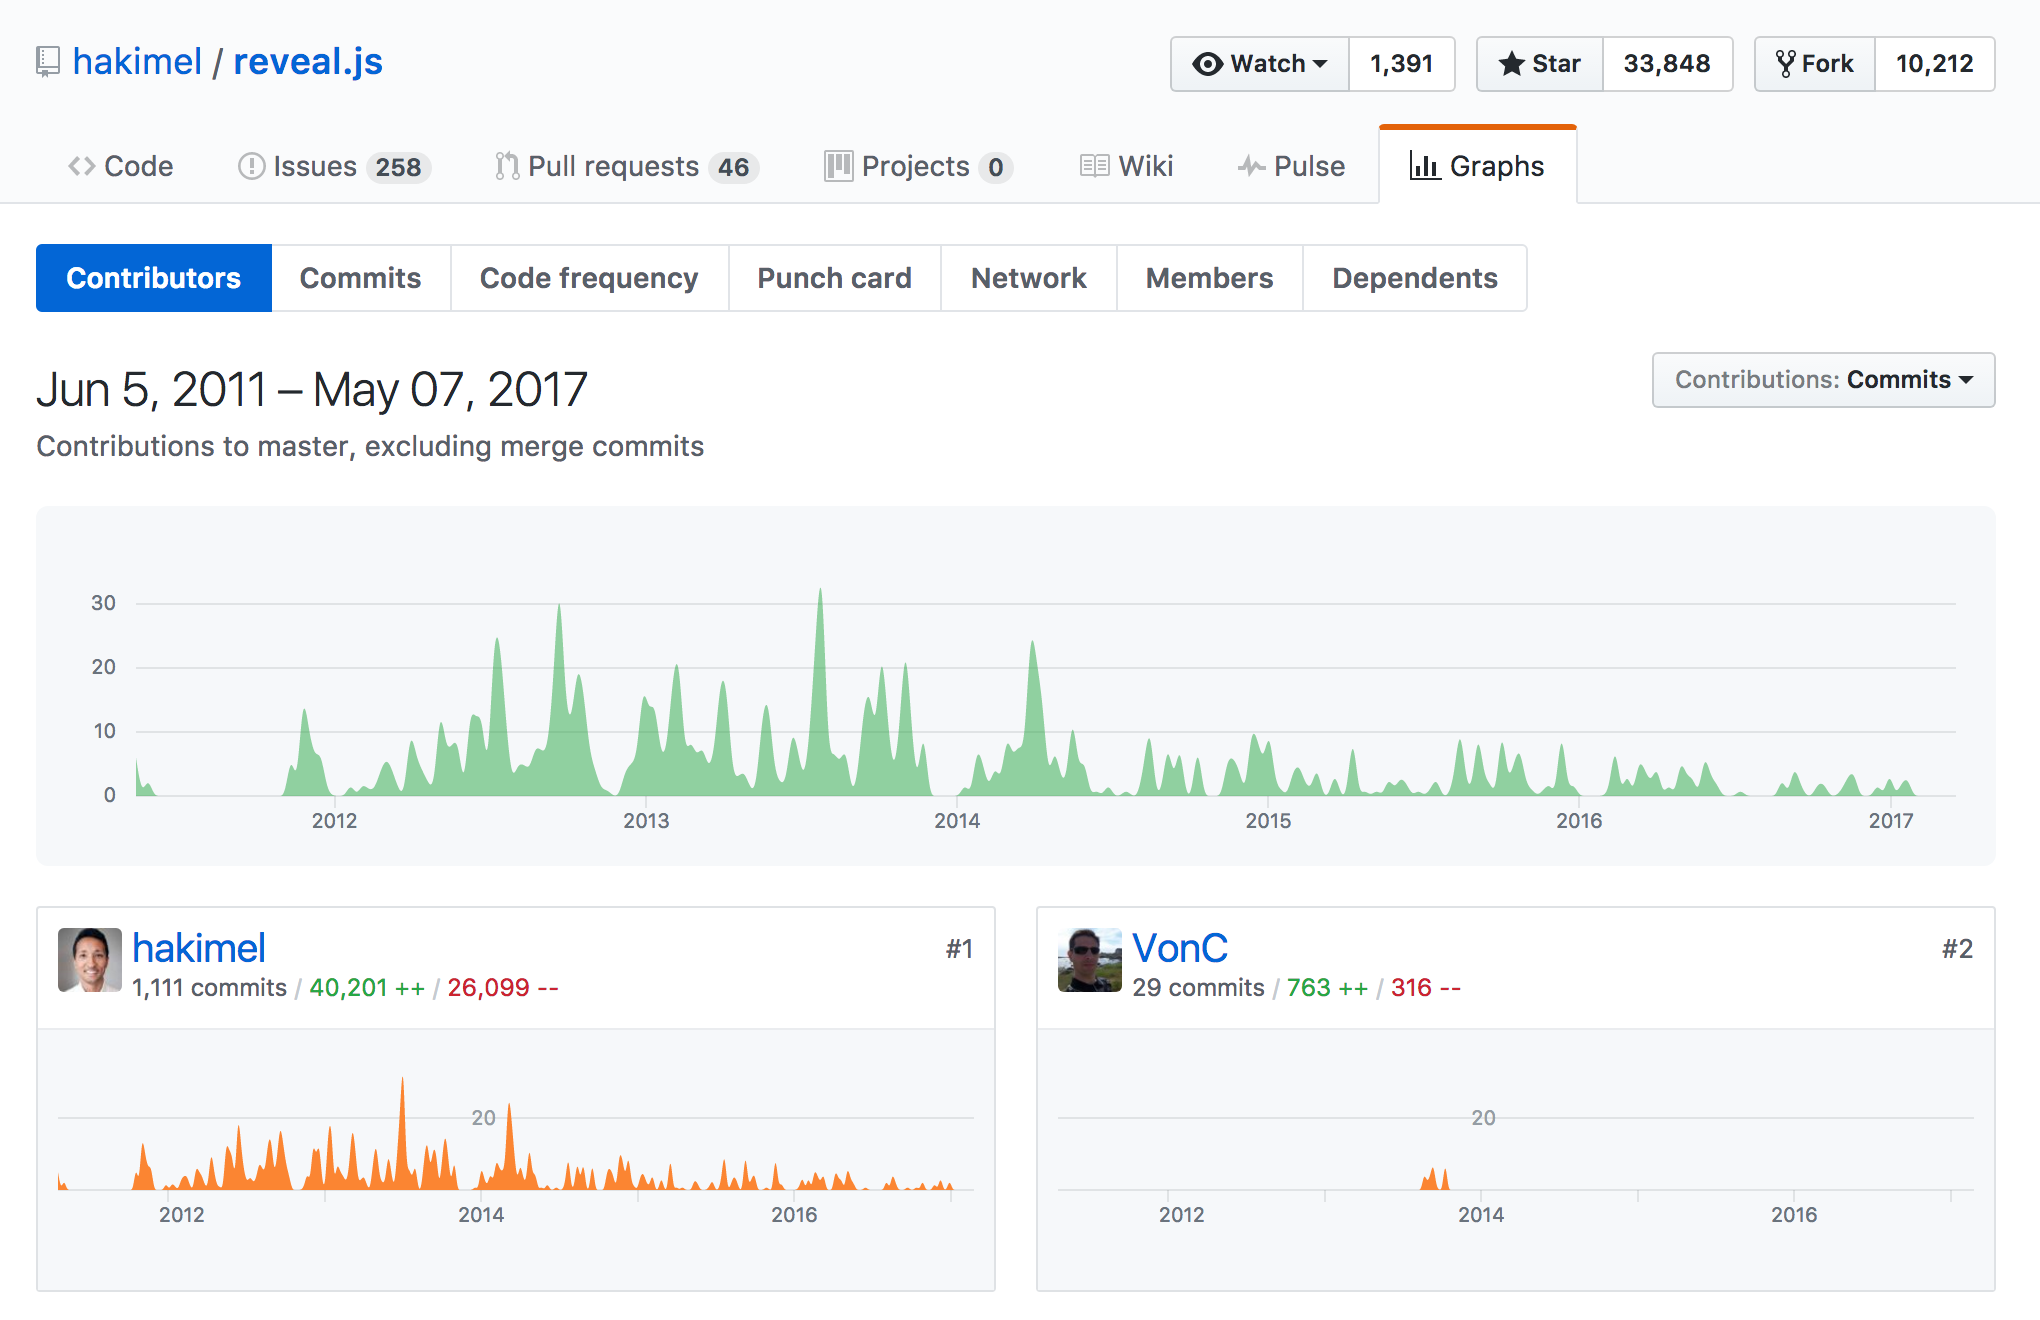 hakimel / reveal.js
Watch 1,391 Star 33,848 Fork 10,212
Code Issues 258 Pull requests 46 Projects 0 Wiki Pulse Graphs
Contributors Commits Code frequency Punch card Network Members Dependents
Jun 5, 2011 – May 07, 2017
Contributions: Commits
Contributions to master, excluding merge commits
30
20
10
0
2012 2013 2014 2015 2016 2017
hakimel #1
1,111 commits / 40,201 ++ / 26,099 --
20
2012 2014 2016
VonC #2
29 commits / 763 ++ / 316 --
20
2012 2014 2016